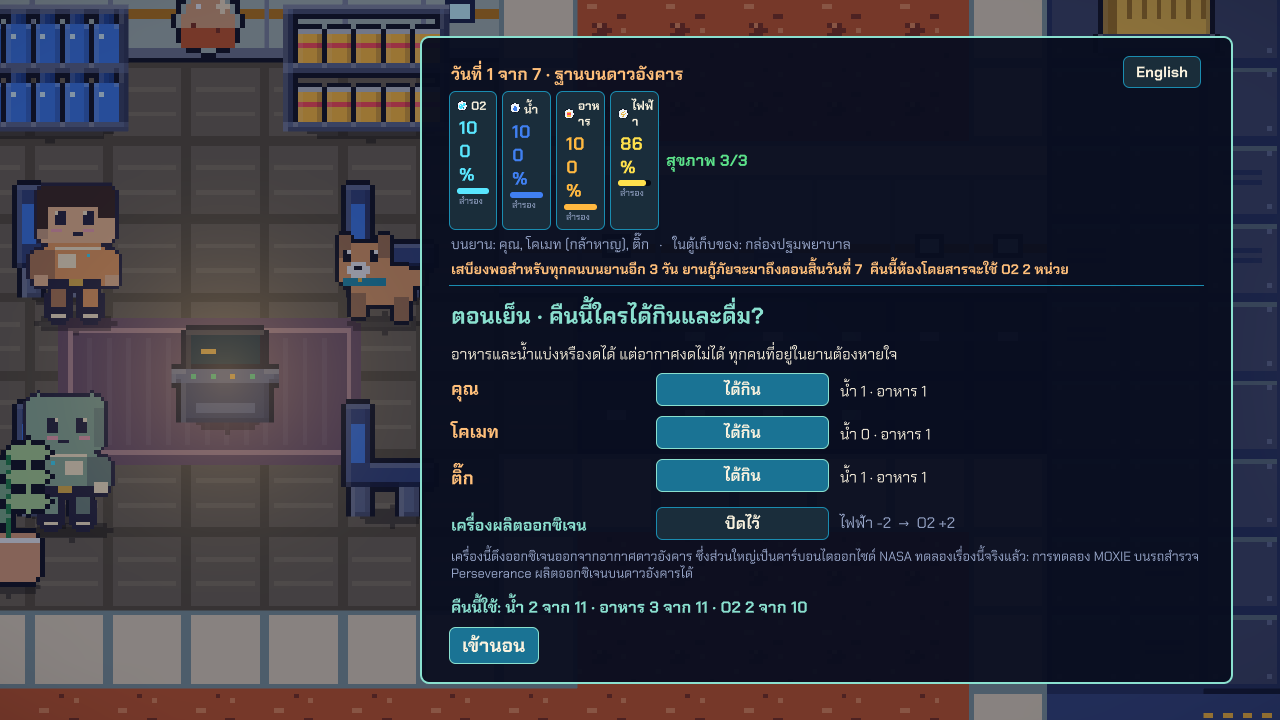 วันที่ 1 จาก 7 · ฐานบนดาวอังคาร
English
O2
10
0
%
สำรอง
น้ำ
10
0
%
สำรอง
อาห
าร
10
0
%
สำรอง
ไฟฟ้
า
86
%
สำรอง
สุขภาพ 3/3
บนยาน: คุณ, โคเมท (กล้าหาญ), ติ๊ก · ในตู้เก็บของ: กล่องปฐมพยาบาล
เสบียงพอสำหรับทุกคนบนยานอีก 3 วัน ยานกู้ภัยจะมาถึงตอนสิ้นวันที่ 7 คืนนี้ห้องโดยสารจะใช้ O2 2 หน่วย
ตอนเย็น · คืนนี้ใครได้กินและดื่ม?
อาหารและน้ำแบ่งหรืองดได้ แต่อากาศงดไม่ได้ ทุกคนที่อยู่ในยานต้องหายใจ
คุณ ได้กิน น้ำ 1 · อาหาร 1
โคเมท ได้กิน น้ำ 0 · อาหาร 1
ติ๊ก ได้กิน น้ำ 1 · อาหาร 1
เครื่องผลิตออกซิเจน ปิดไว้ ไฟฟ้า -2 → O2 +2
เครื่องนี้ดึงออกซิเจนออกจากอากาศดาวอังคาร ซึ่งส่วนใหญ่เป็นคาร์บอนไดออกไซด์ NASA ทดลองเรื่องนี้จริงแล้ว: การทดลอง MOXIE บนรถสำรวจ
Perseverance ผลิตออกซิเจนบนดาวอังคารได้
คืนนี้ใช้: น้ำ 2 จาก 11 · อาหาร 3 จาก 11 · O2 2 จาก 10
เข้านอน